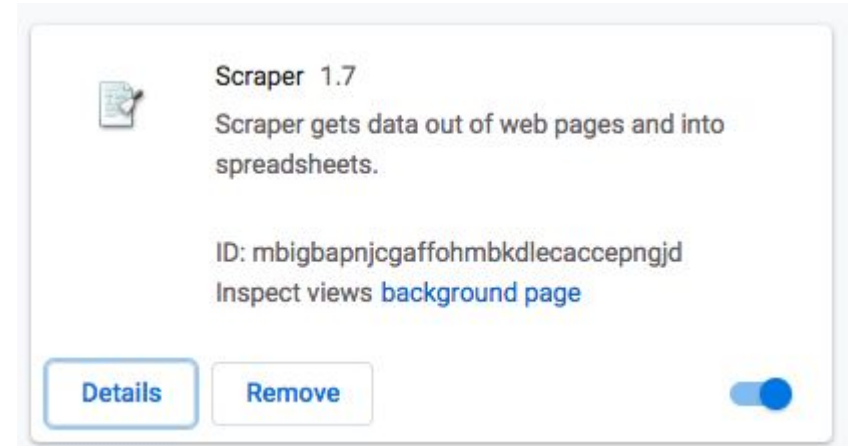 Scraper 1.7
Scraper gets data out of web pages and into
spreadsheets.
ID: mbigbapnjcgaffohmbkdlecaccepngjd
Inspect views background page
Details
Remove